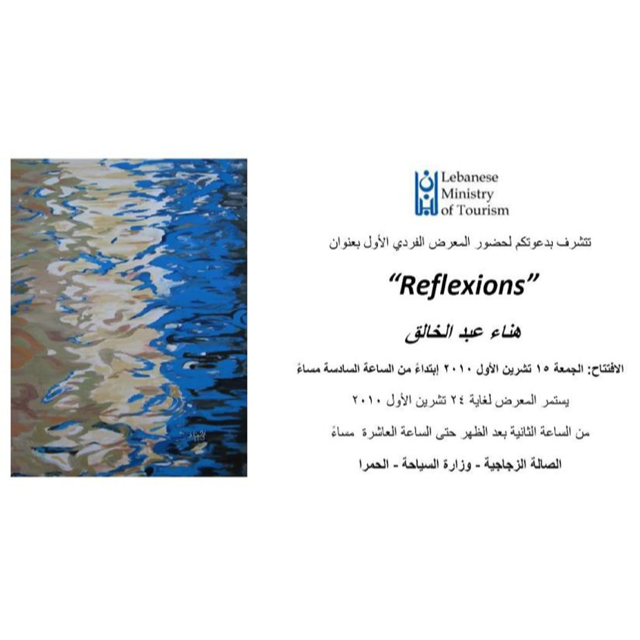 Lebanese
Ministry
of Tourism
تتشرف بدعوتكم لحضور المعرض الفردي الأول بعنوان
“Reflexions”
هناء عبد الخالق
الافتتاح: الجمعة ١٥ تشرين الأول ٢٠١٠ إبتداءً من الساعة السادسة مساءً
يستمر المعرض لغاية ٢٤ تشرين الأول ٢٠١٠
من الساعة الثانية بعد الظهر حتى الساعة العاشرة مساءً
الصالة الزجاجية - وزارة السياحة - الحمرا